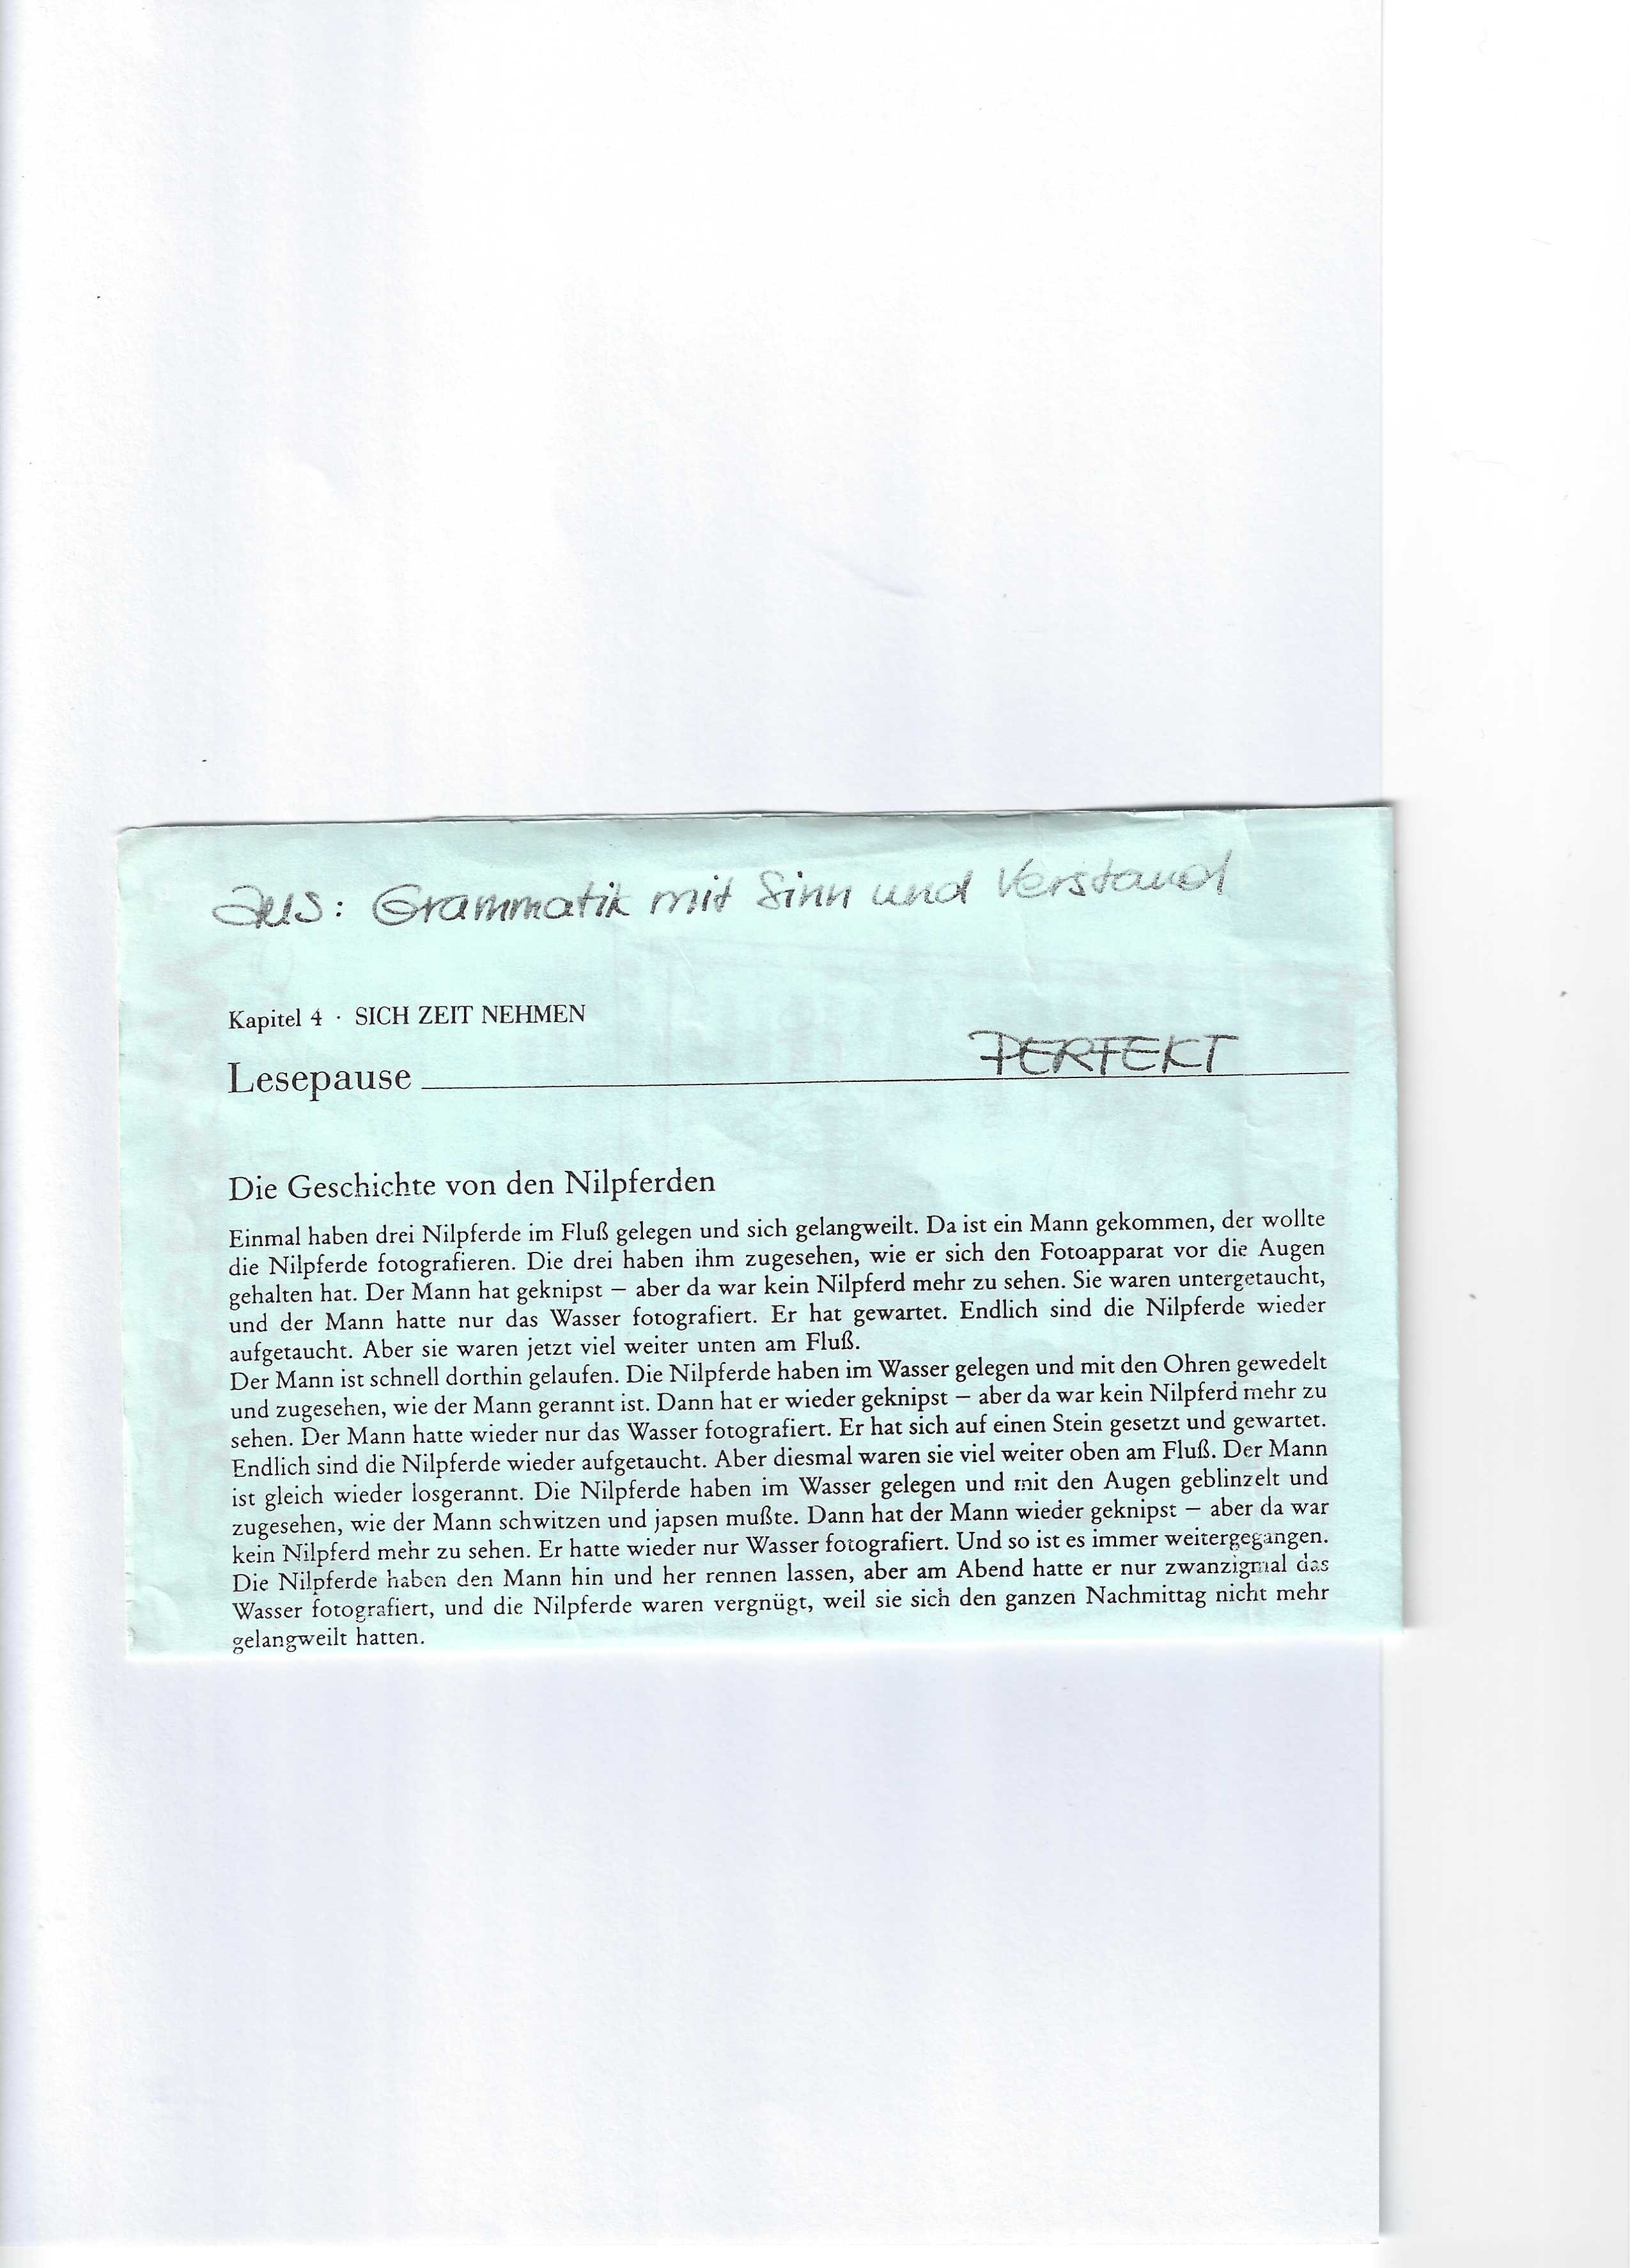 aus: Grammatik mit Sinn und Verstand
Kapitel 4 · SICH ZEIT NEHMEN
PERFEKT
Lesepause
Die Geschichte von den Nilpferden
Einmal haben drei Nilpferde im Fluß gelegen und sich gelangweilt. Da ist ein Mann gekommen, der wollte
die Nilpferde fotografieren. Die drei haben ihm zugesehen, wie er sich den Fotoapparat vor die Augen
gehalten hat. Der Mann hat geknipst – aber da war kein Nilpferd mehr zu sehen. Sie waren untergetaucht,
und der Mann hatte nur das Wasser fotografiert. Er hat gewartet. Endlich sind die Nilpferde wieder
aufgetaucht. Aber sie waren jetzt viel weiter unten am Fluß.
Der Mann ist schnell dorthin gelaufen. Die Nilpferde haben im Wasser gelegen und mit den Ohren gewedelt
und zugesehen, wie der Mann gerannt ist. Dann hat er wieder geknipst – aber da war kein Nilpferd mehr zu
sehen. Der Mann hatte wieder nur das Wasser fotografiert. Er hat sich auf einen Stein gesetzt und gewartet.
Endlich sind die Nilpferde wieder aufgetaucht. Aber diesmal waren sie viel weiter oben am Fluß. Der Mann
ist gleich wieder losgerannt. Die Nilpferde haben im Wasser gelegen und mit den Augen geblinzelt und
zugesehen, wie der Mann schwitzen und japsen mußte. Dann hat der Mann wieder geknipst – aber da war
kein Nilpferd mehr zu sehen. Er hatte wieder nur Wasser fotografiert. Und so ist es immer weitergegangen.
Die Nilpferde haben den Mann hin und her rennen lassen, aber am Abend hatte er nur zwanzigmal das
Wasser fotografiert, und die Nilpferde waren vergnügt, weil sie sich den ganzen Nachmittag nicht mehr
gelangweilt hatten.